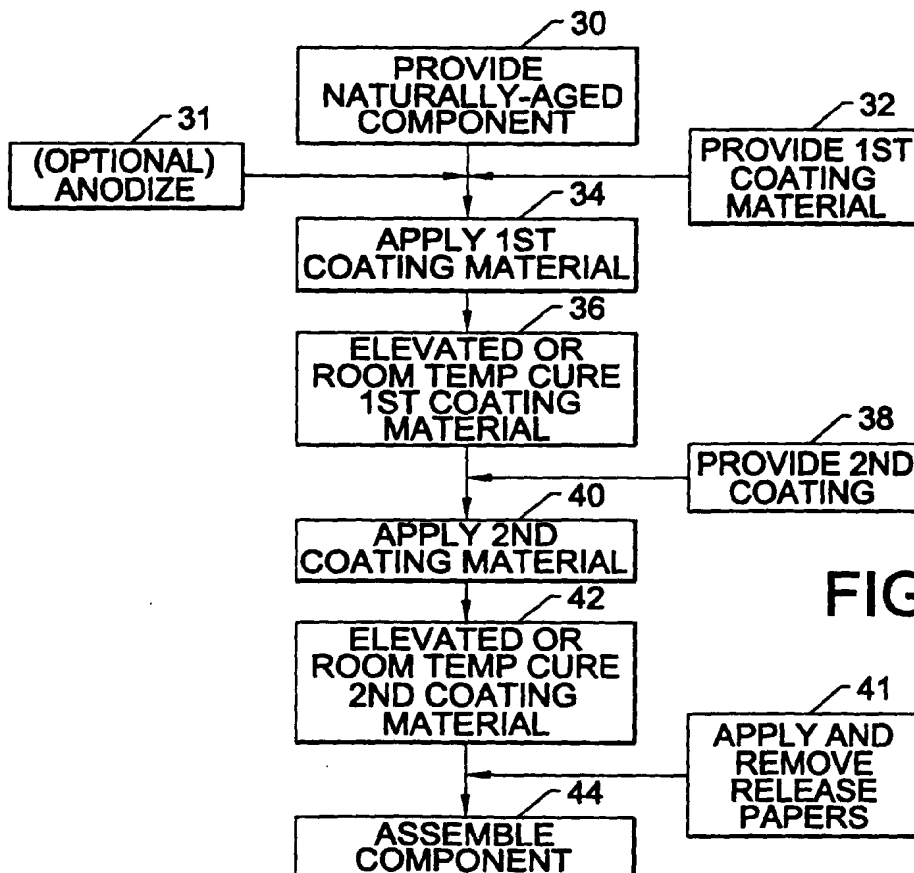 30
PROVIDE
NATURALLY-AGED
COMPONENT
31
(OPTIONAL)
ANODIZE
32
PROVIDE 1ST
COATING
MATERIAL
34
APPLY 1ST
COATING MATERIAL
36
ELEVATED OR
ROOM TEMP CURE
1ST COATING
MATERIAL
38
PROVIDE 2ND
COATING
40
APPLY 2ND
COATING MATERIAL
FIG
42
ELEVATED OR
ROOM TEMP CURE
2ND COATING
MATERIAL
41
APPLY AND
REMOVE
RELEASE
PAPERS
44
ASSEMBLE
COMPONENT